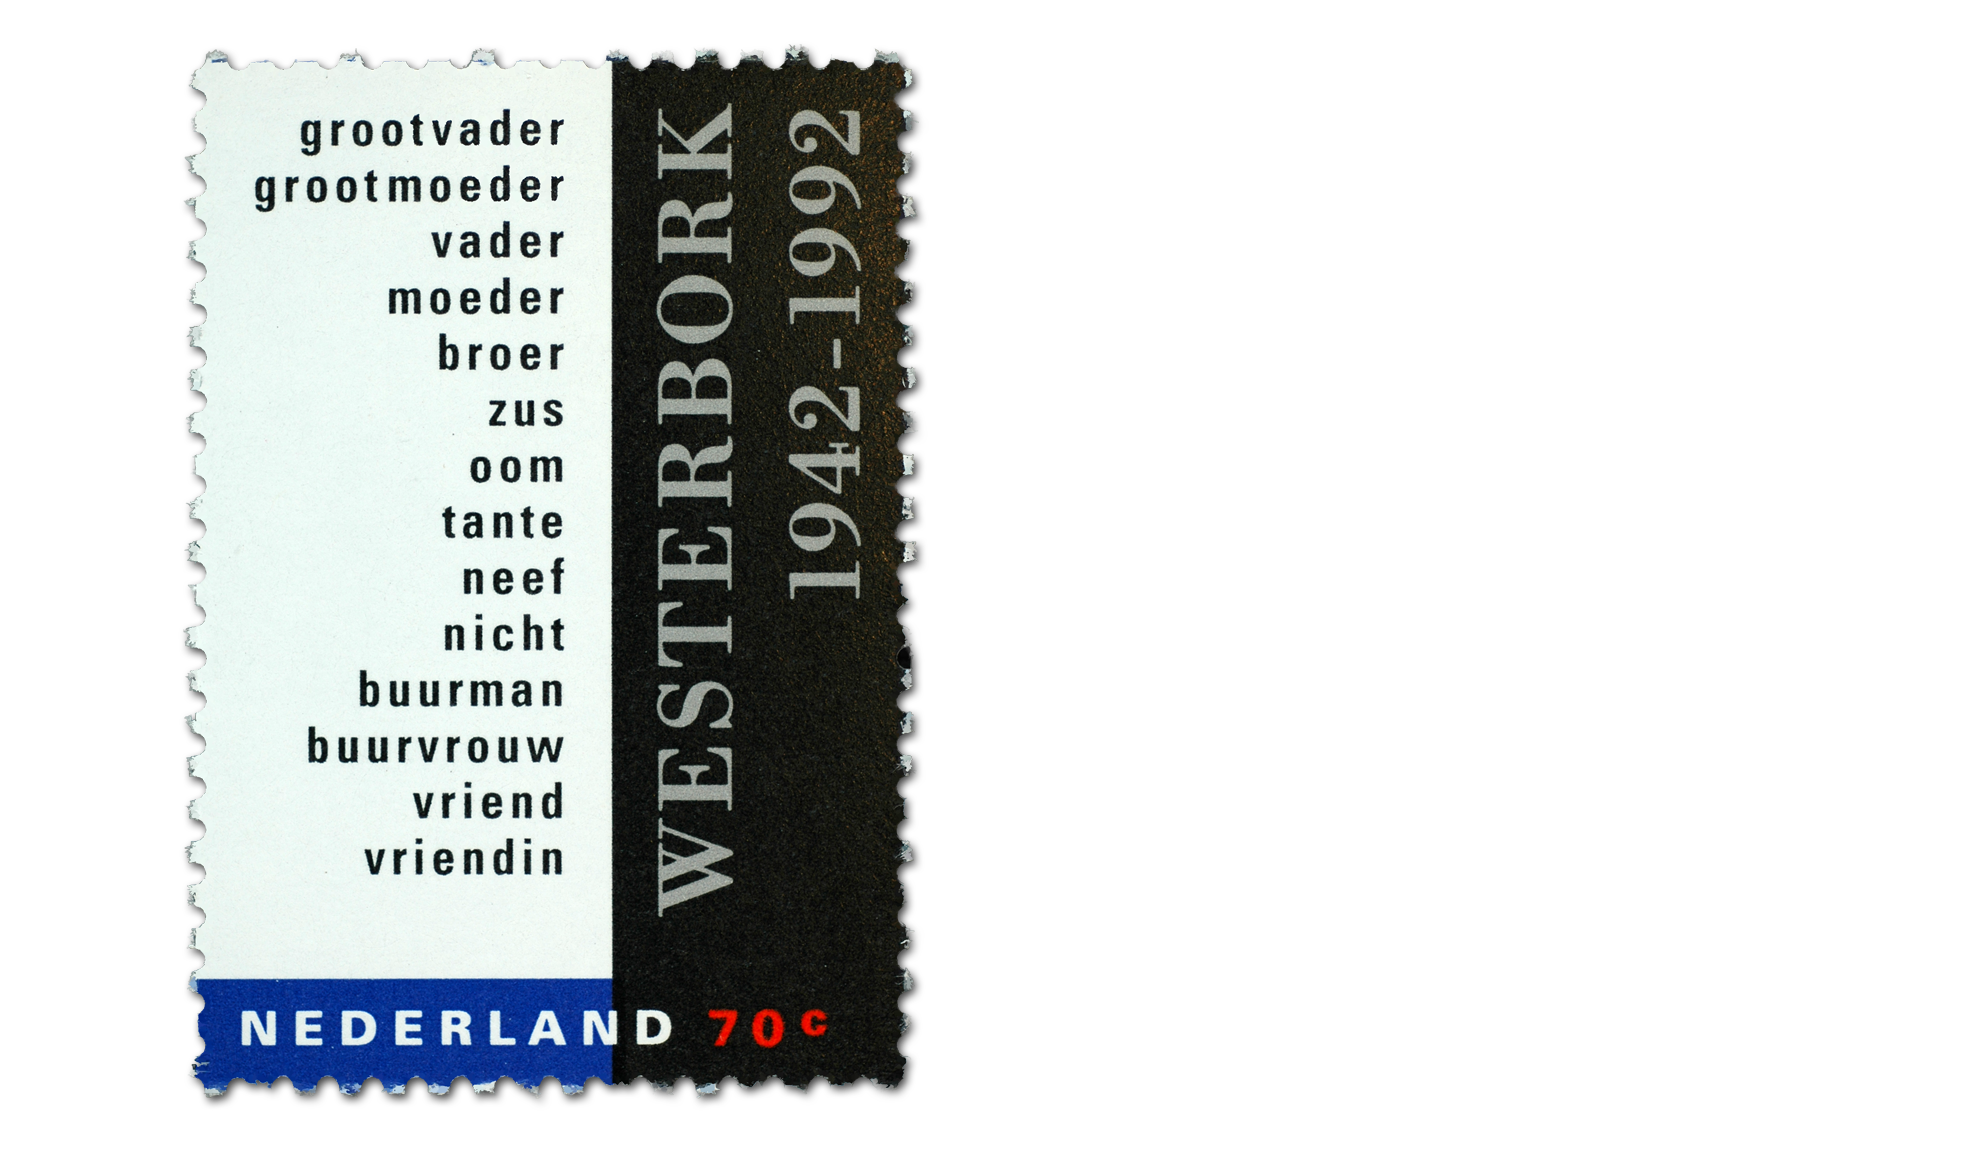 grootvader
grootmoeder
vader
moeder
broer
zus
oom
tante
neef
nicht
buurman
buurvrouw
vriend
vriendin
WESTERBORK
1942-1992
NEDERLAND 70c